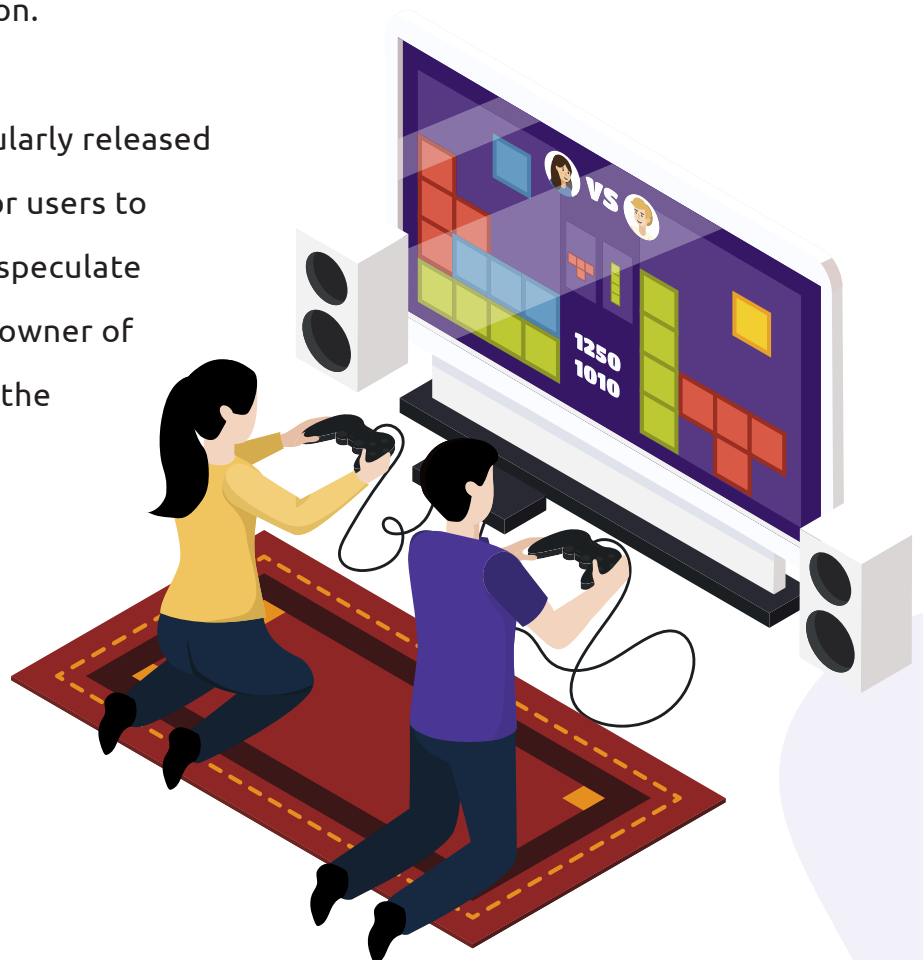 on.
ularly released
or users to
speculate
owner of
the
VS
1250
1010